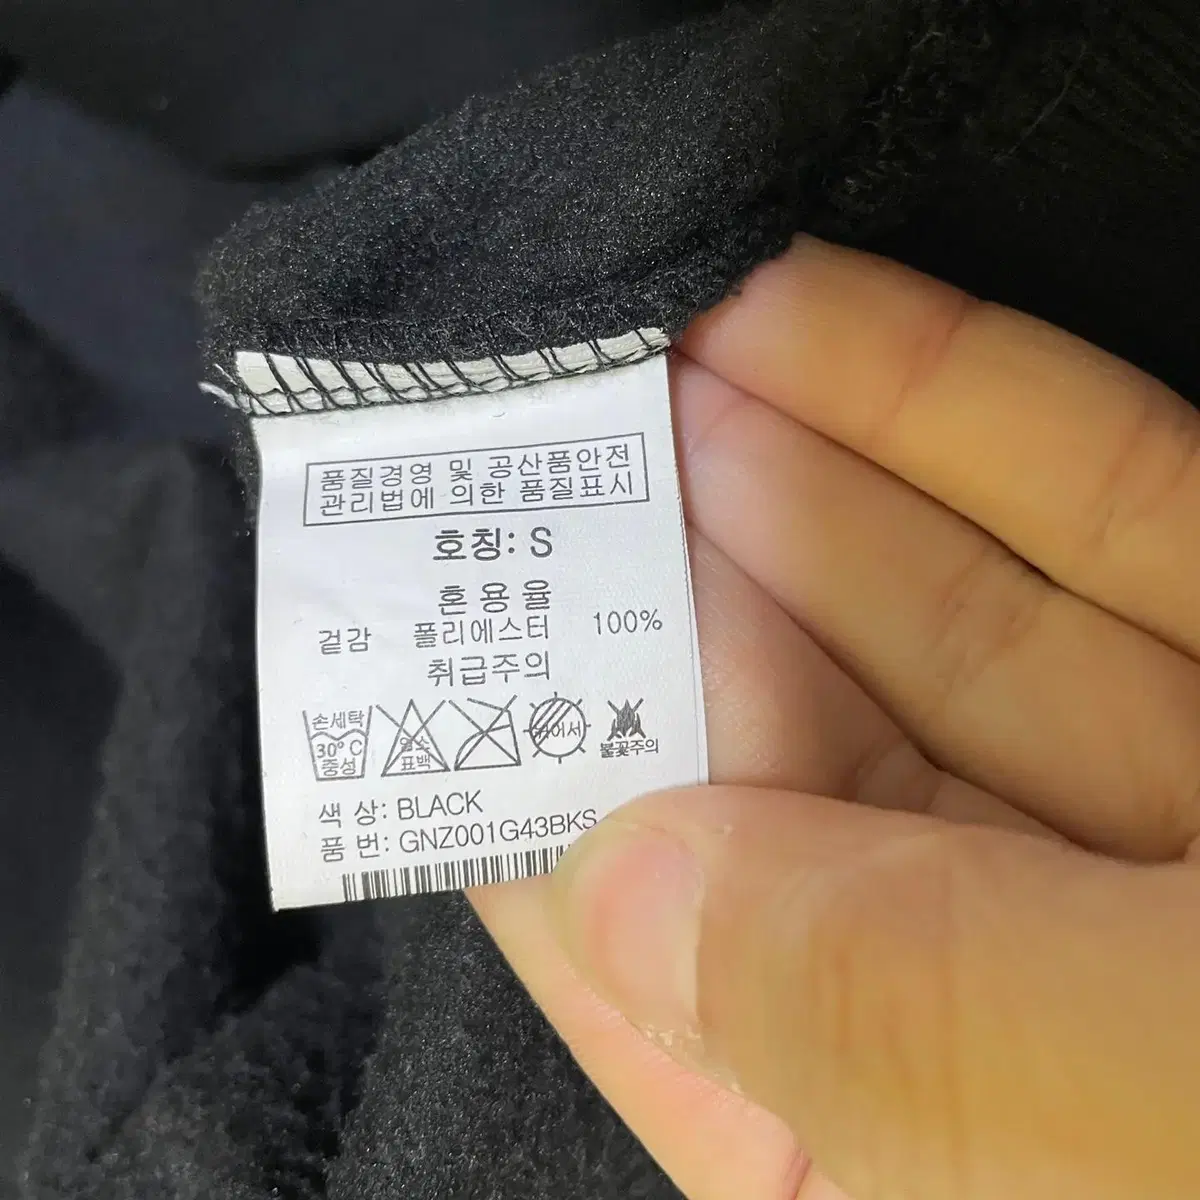 품질경영 및 공산품안전
관리법에 의한 품질표시
호칭: S
혼용율
겉감 폴리에스터 100%
취급주의
손세탁
30°C
중성
염소
표백
뉘어서
불꽃주의
색 상: BLACK
품 번: GNZ001G43BKS